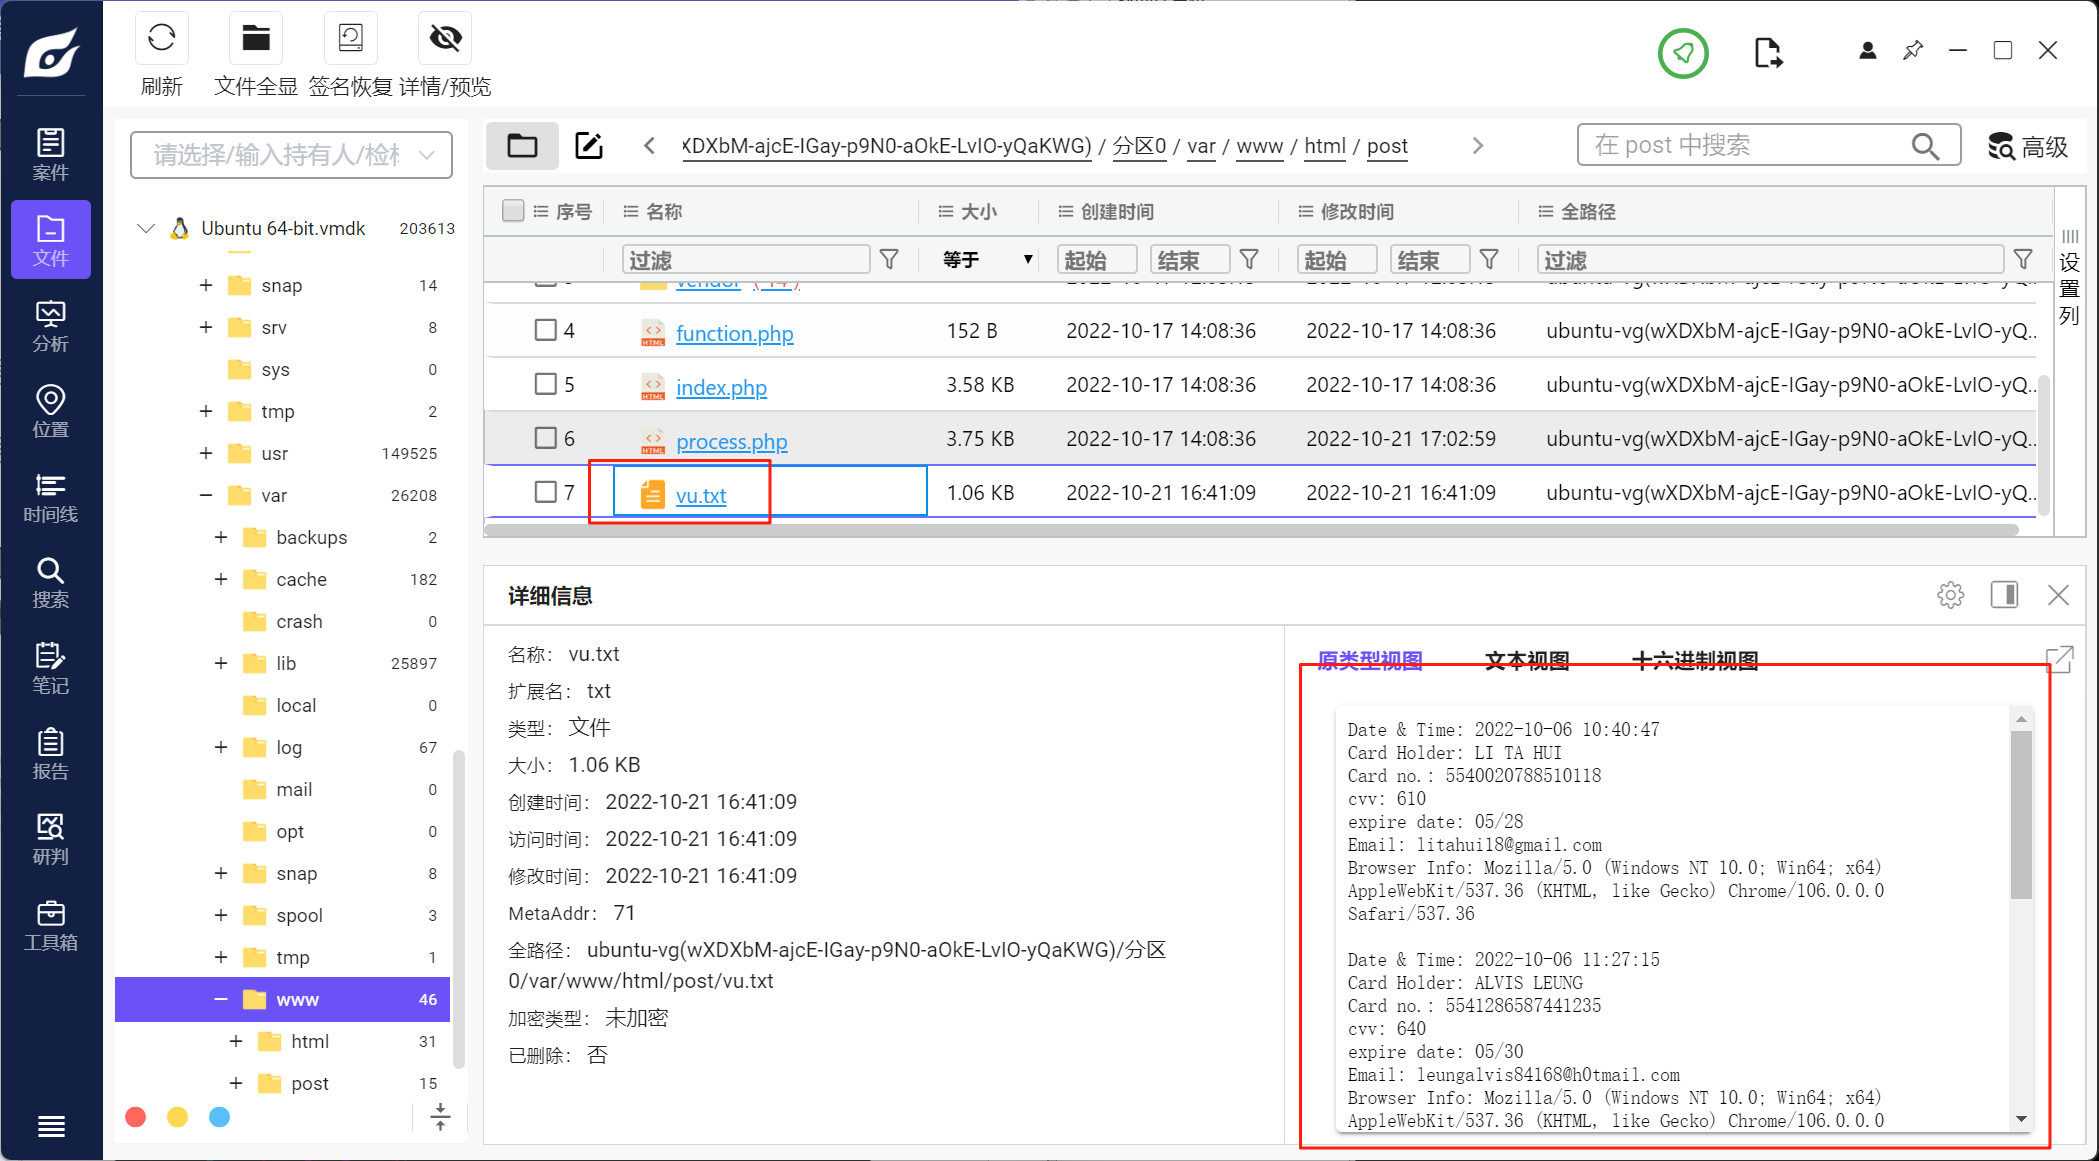 刷新
文件全显
签名恢复
详情/预览
案件
文件
分析
位置
时间线
搜索
笔记
报告
研判
工具箱
请选择/输入持有人/检
Ubuntu 64-bit.vmdk 203613
snap 14
srv 8
sys 0
tmp 2
usr 149525
var 26208
backups 2
cache 182
crash 0
lib 25897
local 0
log 67
mail 0
opt 0
snap 8
spool 3
tmp 1
www 46
html 31
post 15
XDXbM-ajcE-IGay-p9N0-aOkE-LvIO-yQaKWG) / 分区0 / var / www / html / post
在 post 中搜索
高级
序号 名称 大小 创建时间 修改时间 全路径
过滤 等于 起始 结束 起始 结束 过滤
设置列
vendor (14)
4 function.php 152 B 2022-10-17 14:08:36 2022-10-17 14:08:36 ubuntu-vg(wXDXbM-ajcE-IGay-p9N0-aOkE-LvIO-yQ..
5 index.php 3.58 KB 2022-10-17 14:08:36 2022-10-17 14:08:36 ubuntu-vg(wXDXbM-ajcE-IGay-p9N0-aOkE-LvIO-yQ..
6 process.php 3.75 KB 2022-10-17 14:08:36 2022-10-21 17:02:59 ubuntu-vg(wXDXbM-ajcE-IGay-p9N0-aOkE-LvIO-yQ..
7 vu.txt 1.06 KB 2022-10-21 16:41:09 2022-10-21 16:41:09 ubuntu-vg(wXDXbM-ajcE-IGay-p9N0-aOkE-LvIO-yQ..
详细信息
名称: vu.txt
扩展名: txt
类型: 文件
大小: 1.06 KB
创建时间: 2022-10-21 16:41:09
访问时间: 2022-10-21 16:41:09
修改时间: 2022-10-21 16:41:09
MetaAddr: 71
全路径: ubuntu-vg(wXDXbM-ajcE-IGay-p9N0-aOkE-LvIO-yQaKWG)/分区
0/var/www/html/post/vu.txt
加密类型: 未加密
已删除: 否
原类型视图 文本视图 十六进制视图
Date & Time: 2022-10-06 10:40:47
Card Holder: LI TA HUI
Card no.: 5540020788510118
cvv: 610
expire date: 05/28
Email: litahui18@gmail.com
Browser Info: Mozilla/5.0 (Windows NT 10.0; Win64; x64)
AppleWebKit/537.36 (KHTML, like Gecko) Chrome/106.0.0.0
Safari/537.36
Date & Time: 2022-10-06 11:27:15
Card Holder: ALVIS LEUNG
Card no.: 5541286587441235
cvv: 640
expire date: 05/30
Email: leungalvis84168@h0tmail.com
Browser Info: Mozilla/5.0 (Windows NT 10.0; Win64; x64)
AppleWebKit/537.36 (KHTML, like Gecko) Chrome/106.0.0.0